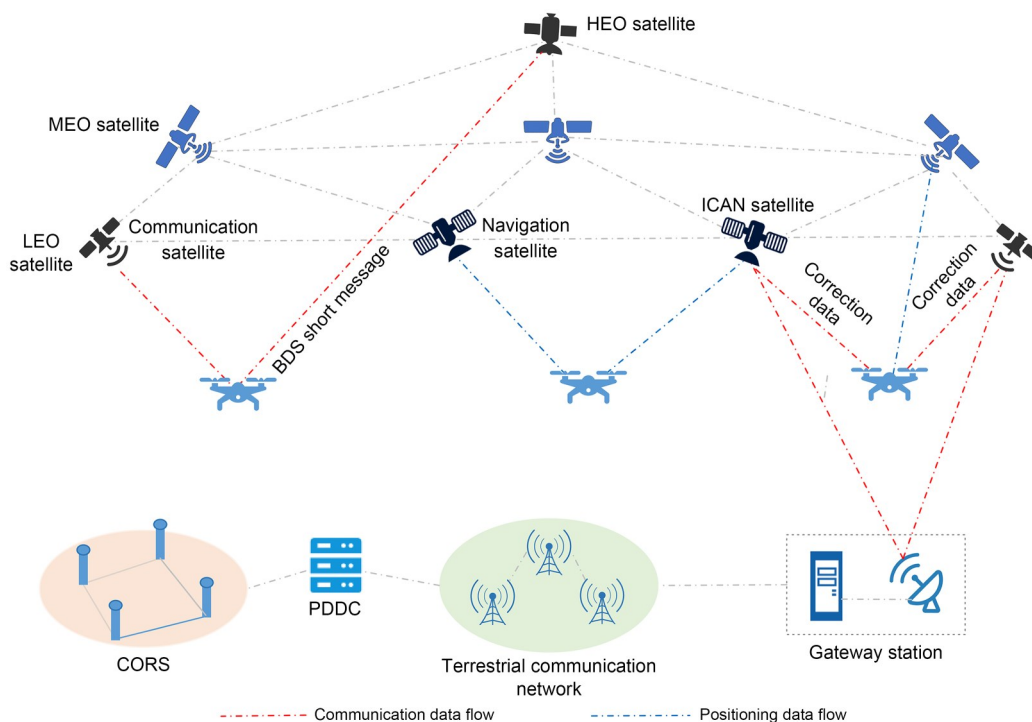 HEO satellite
MEO satellite
ICAN satellite
LEO
satellite
Communication
satellite
Navigation
satellite
BDS short message
Correction
data
Correction
data
CORS
PDDC
Terrestrial communication
network
Gateway station
Communication data flow
Positioning data flow